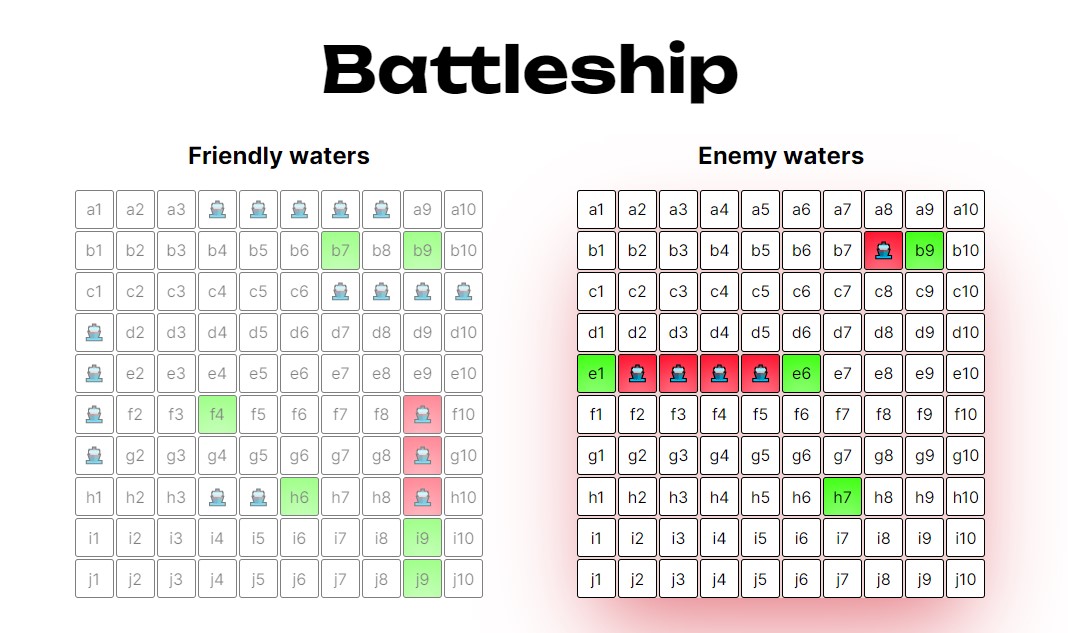 Battleship
Friendly waters Enemy waters
a1 a2 a3 a9 a10 a1 a2 a3 a4 a5 a6 a7 a8 a9 a10
b1 b2 b3 b4 b5 b6 b7 b8 b9 b10 b1 b2 b3 b4 b5 b6 b7 b9 b10
c1 c2 c3 c4 c5 c6 c1 c2 c3 c4 c5 c6 c7 c8 c9 c10
d2 d3 d4 d5 d6 d7 d8 d9 d10 d1 d2 d3 d4 d5 d6 d7 d8 d9 d10
e2 e3 e4 e5 e6 e7 e8 e9 e10 e1 e6 e7 e8 e9 e10
f2 f3 f4 f5 f6 f7 f8 f10 f1 f2 f3 f4 f5 f6 f7 f8 f9 f10
g2 g3 g4 g5 g6 g7 g8 g10 g1 g2 g3 g4 g5 g6 g7 g8 g9 g10
h1 h2 h3 h6 h7 h8 h10 h1 h2 h3 h4 h5 h6 h7 h8 h9 h10
i1 i2 i3 i4 i5 i6 i7 i8 i9 i10 i1 i2 i3 i4 i5 i6 i7 i8 i9 i10
j1 j2 j3 j4 j5 j6 j7 j8 j9 j10 j1 j2 j3 j4 j5 j6 j7 j8 j9 j10